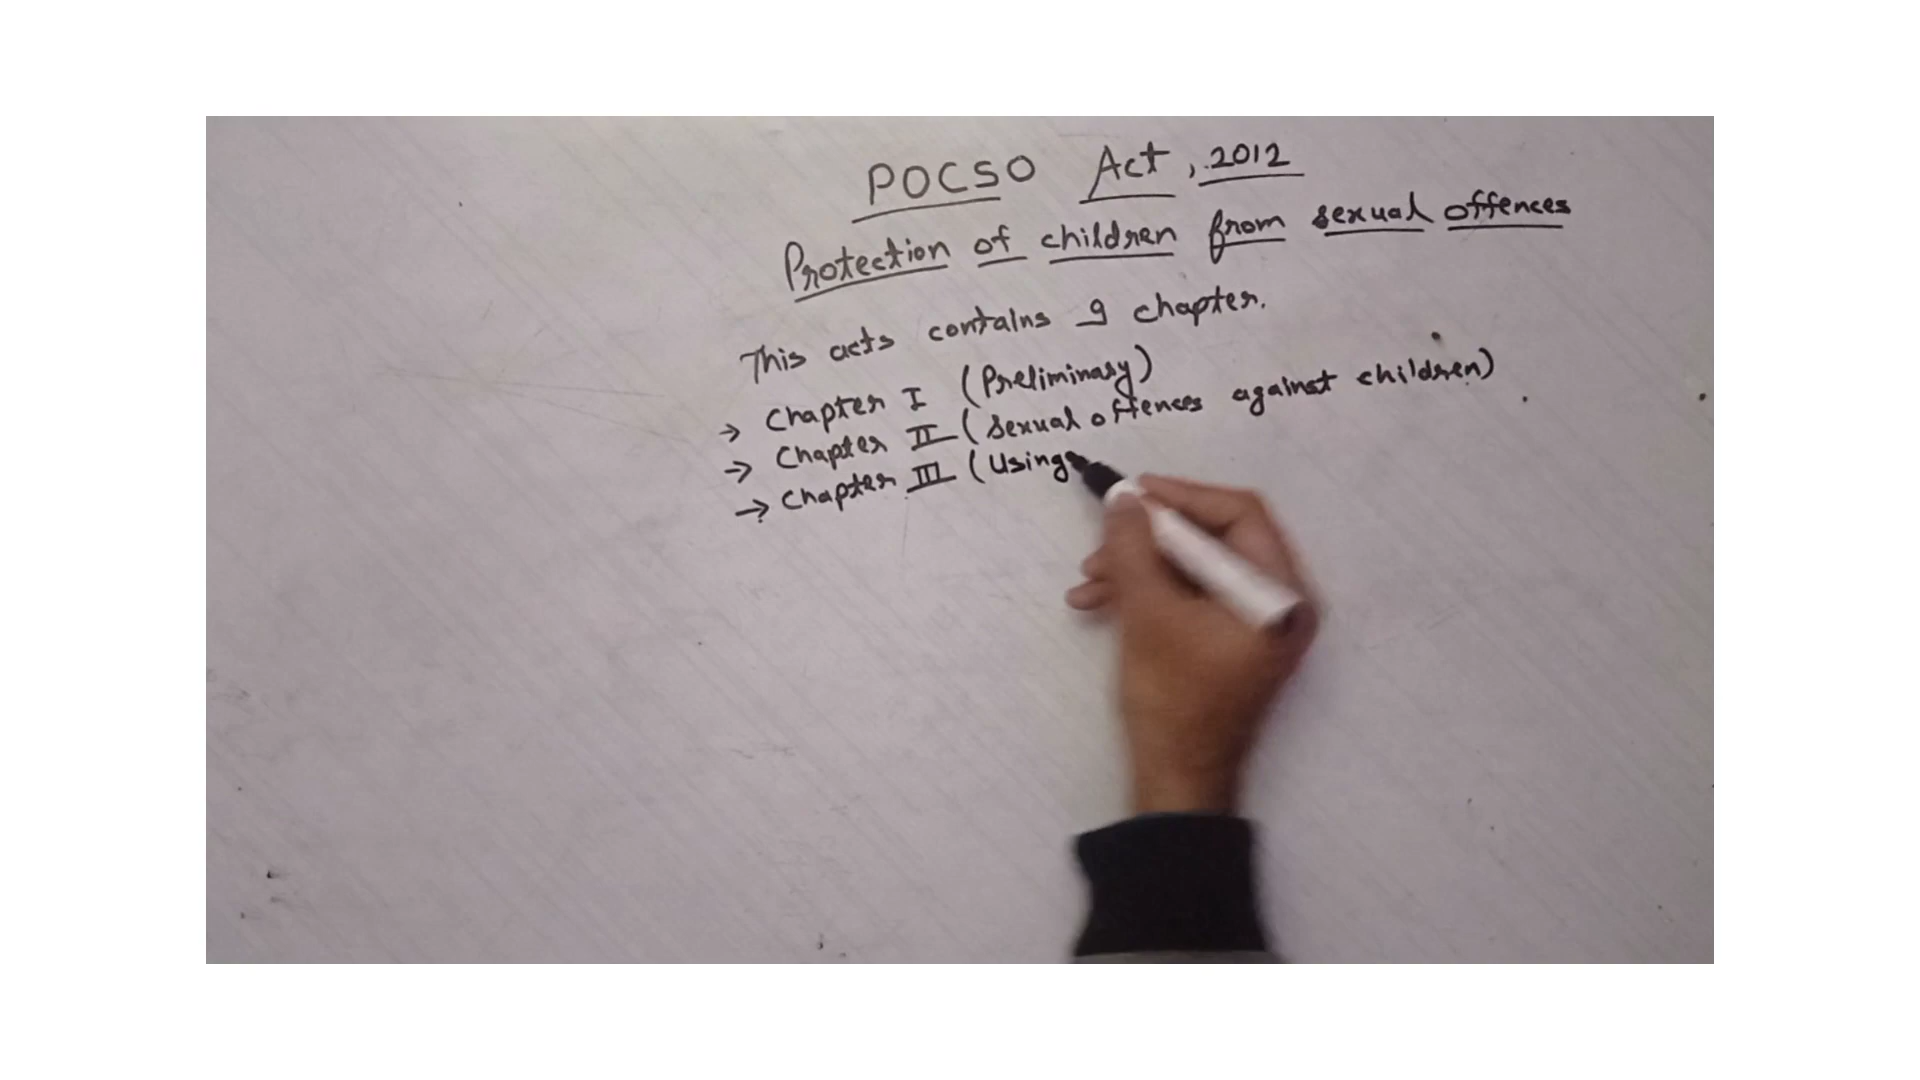 POCSO Act, 2012
Protection of children from sexual offences
This acts contains 9 chapter.
→ Chapter I (Preliminary)
→ Chapter II (Sexual offences against children)
→ Chapter III (Using